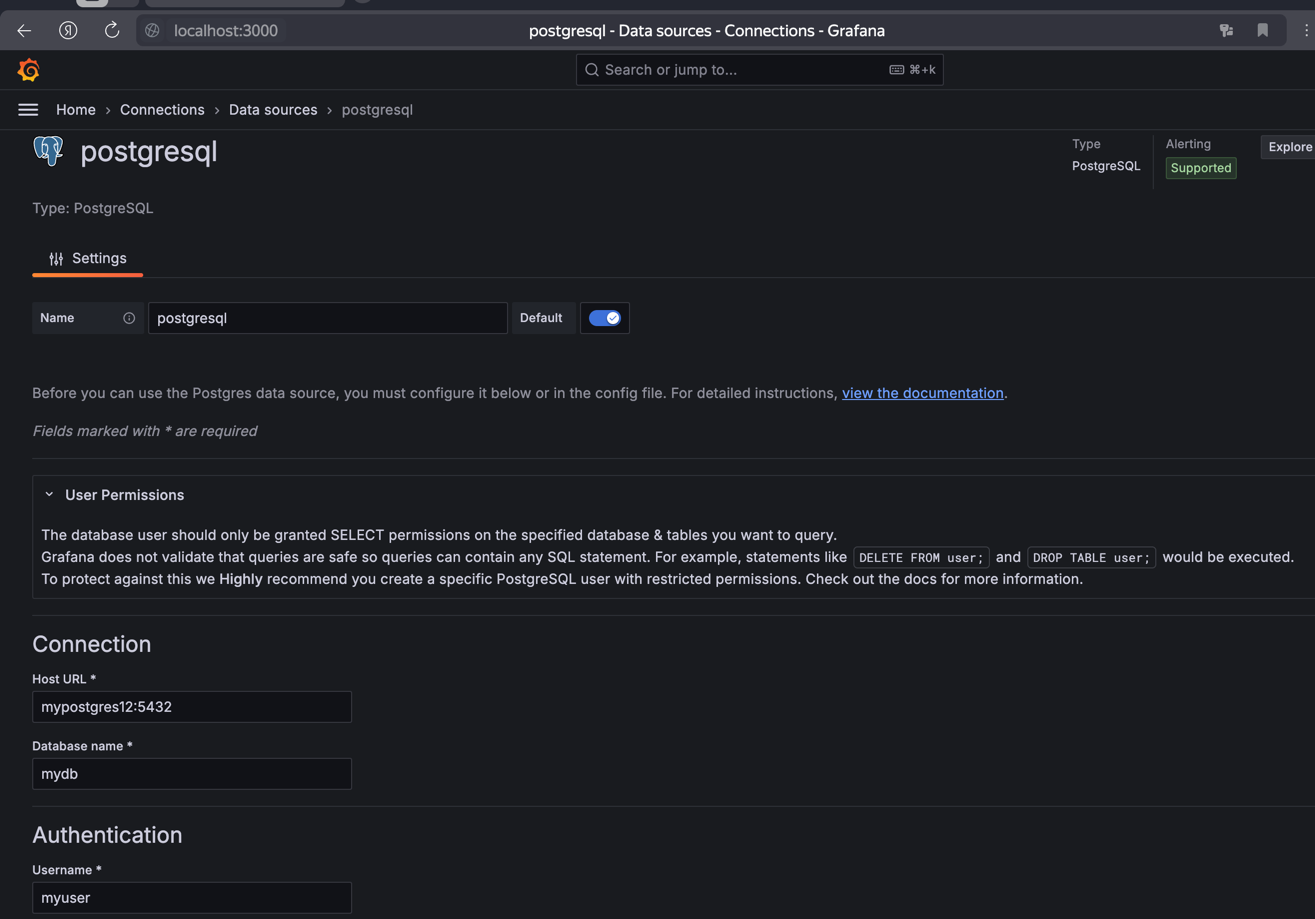 Я
localhost:3000
postgresql - Data sources - Connections - Grafana
Search or jump to...
⌘+k
Home › Connections › Data sources › postgresql
postgresql
Type
PostgreSQL
Alerting
Supported
Explore
Type: PostgreSQL
Settings
Name
postgresql
Default
Before you can use the Postgres data source, you must configure it below or in the config file. For detailed instructions, view the documentation.
Fields marked with * are required
User Permissions
The database user should only be granted SELECT permissions on the specified database & tables you want to query.
Grafana does not validate that queries are safe so queries can contain any SQL statement. For example, statements like DELETE FROM user; and DROP TABLE user; would be executed.
To protect against this we Highly recommend you create a specific PostgreSQL user with restricted permissions. Check out the docs for more information.
Connection
Host URL *
mypostgres12:5432
Database name *
mydb
Authentication
Username *
myuser